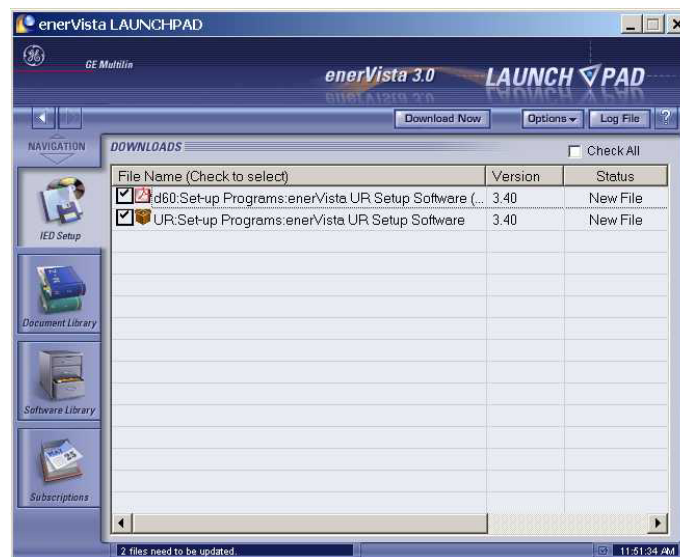 enerVista LAUNCHPAD
GE Multilin
enerVista 3.0
LAUNCH PAD
Download Now
Options
Log File
?
NAVIGATION
DOWNLOADS
Check All
File Name (Check to select) Version Status
d60:Set-up Programs:enerVista UR Setup Software (... 3.40 New File
UR:Set-up Programs:enerVista UR Setup Software 3.40 New File
IED Setup
Document Library
Software Library
MAY
25
Subscriptions
2 files need to be updated.
11:51:34 AM